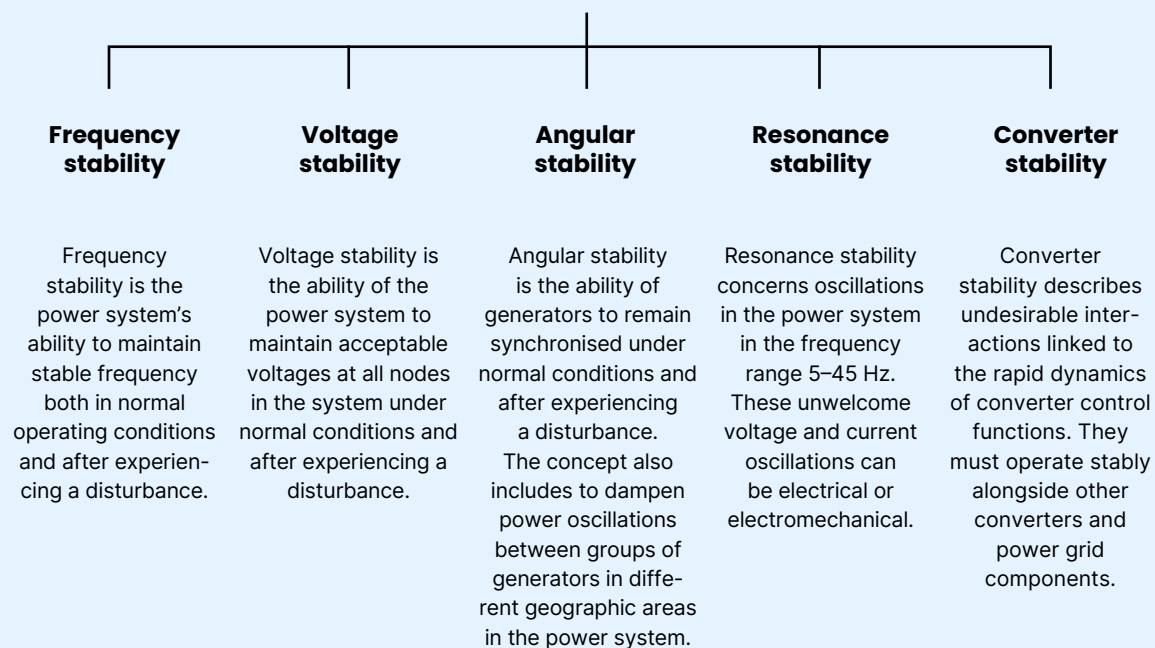 Frequency
stability
Voltage
stability
Angular
stability
Resonance
stability
Converter
stability
Frequency
stability is the
power system's
ability to maintain
stable frequency
both in normal
operating conditions
and after experien-
cing a disturbance.
Voltage stability is
the ability of the
power system to
maintain acceptable
voltages at all nodes
in the system under
normal conditions and
after experiencing a
disturbance.
Angular stability
is the ability of
generators to remain
synchronised under
normal conditions and
after experiencing
a disturbance.
The concept also
includes to dampen
power oscillations
between groups of
generators in diffe-
rent geographic areas
in the power system.
Resonance stability
concerns oscillations
in the power system
in the frequency
range 5–45 Hz.
These unwelcome
voltage and current
oscillations can
be electrical or
electromechanical.
Converter
stability describes
undesirable inter-
actions linked to
the rapid dynamics
of converter control
functions. They
must operate stably
alongside other
converters and
power grid
components.